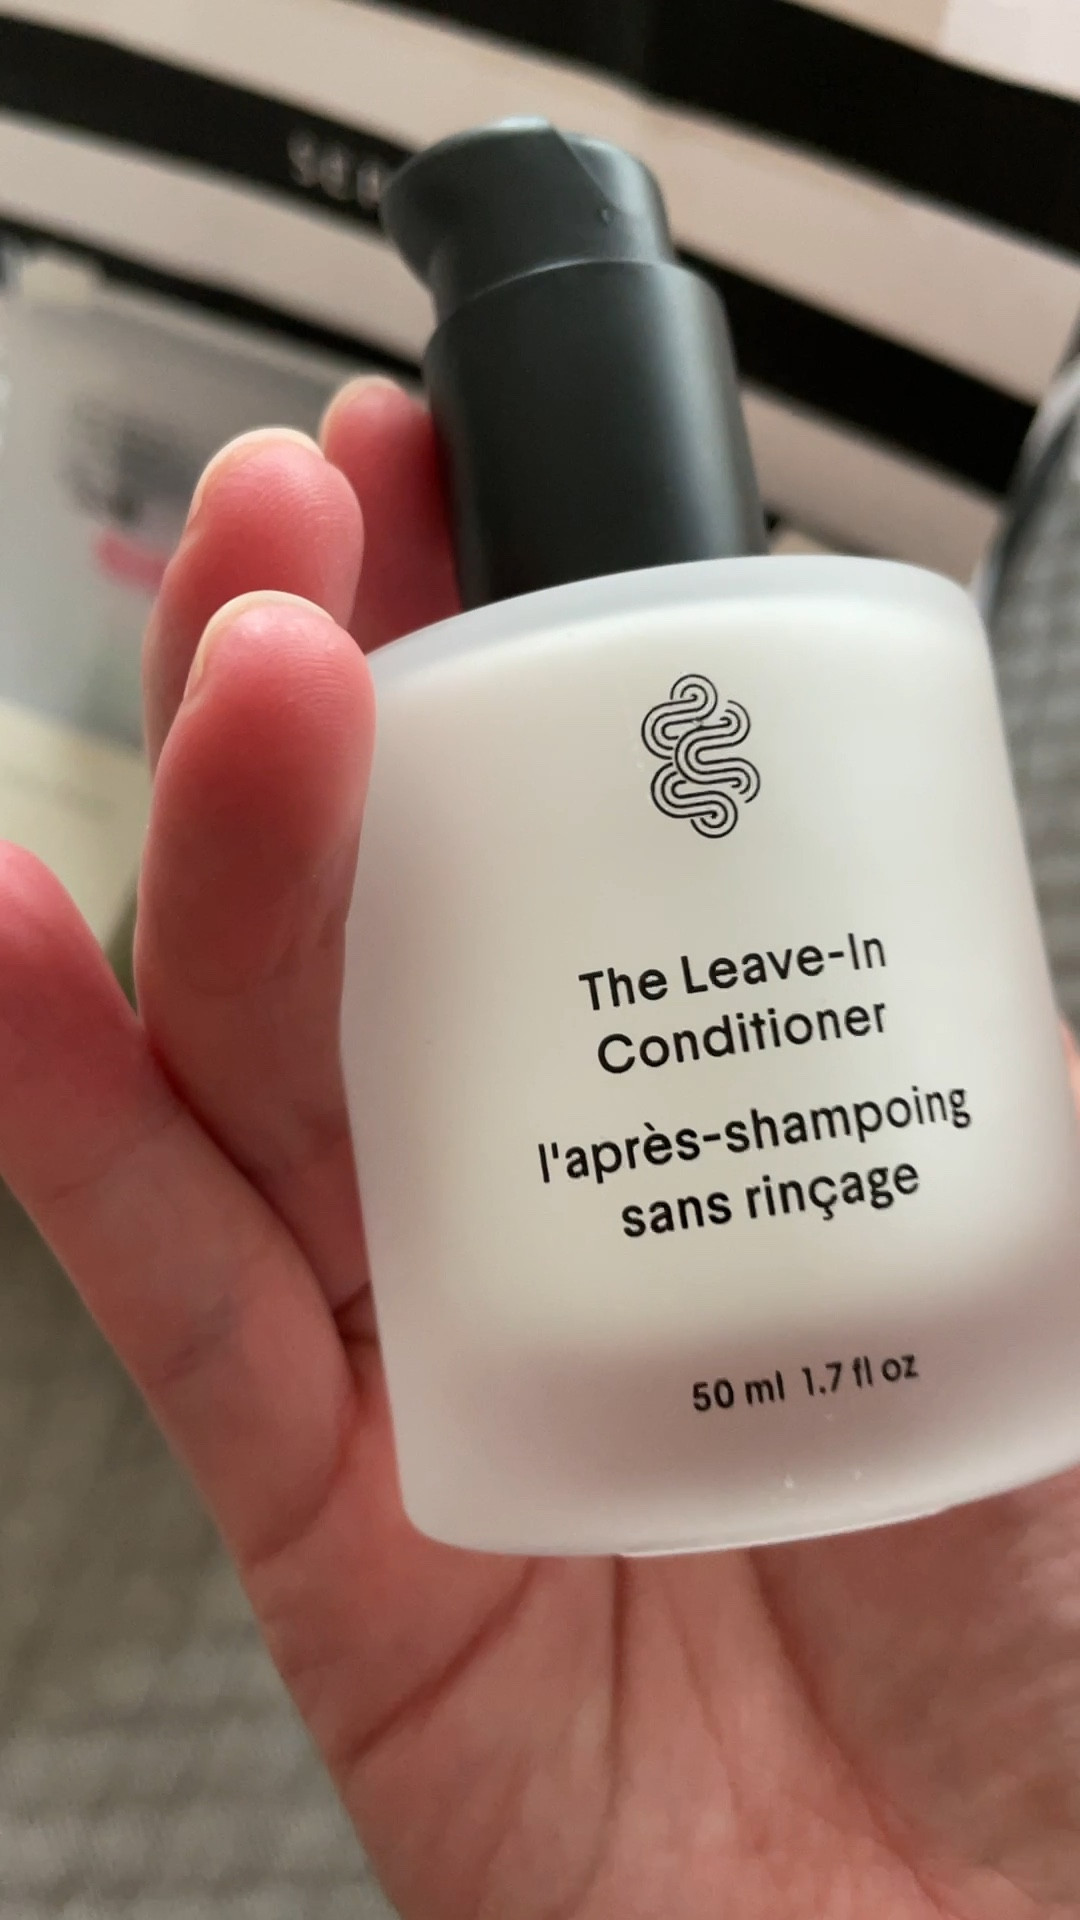 The Leave-In
Conditioner
l'après-shampoing
sans rinçage
50 ml 1.7 fl oz